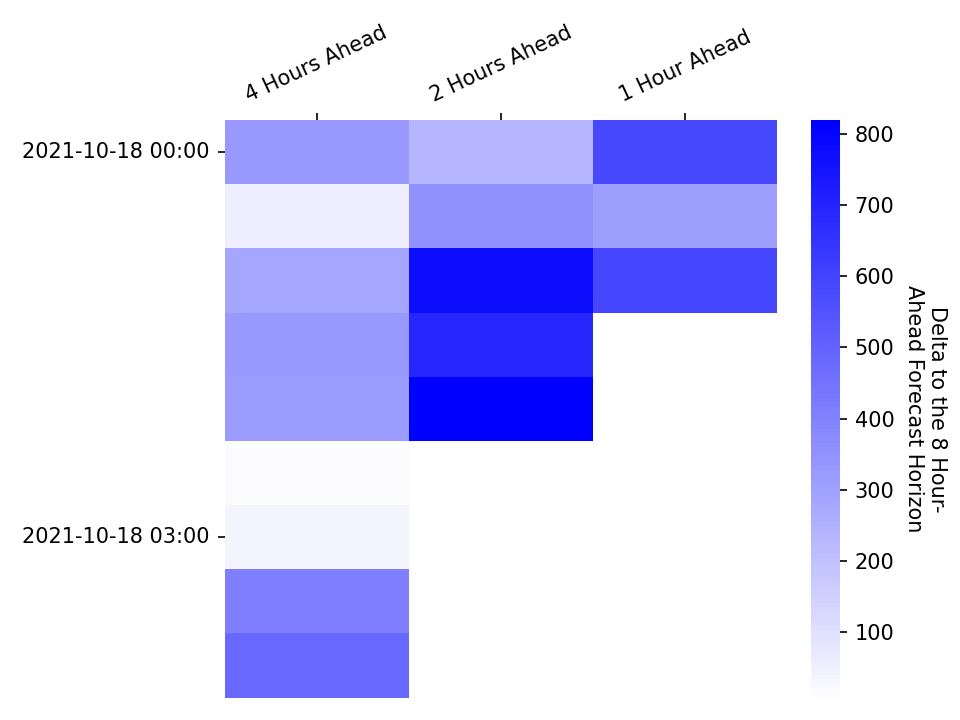 4 Hours Ahead
2 Hours Ahead
1 Hour Ahead
2021-10-18 00:00
2021-10-18 03:00
800
700
600
500
400
300
200
100
Delta to the 8 Hour-
Ahead Forecast Horizon